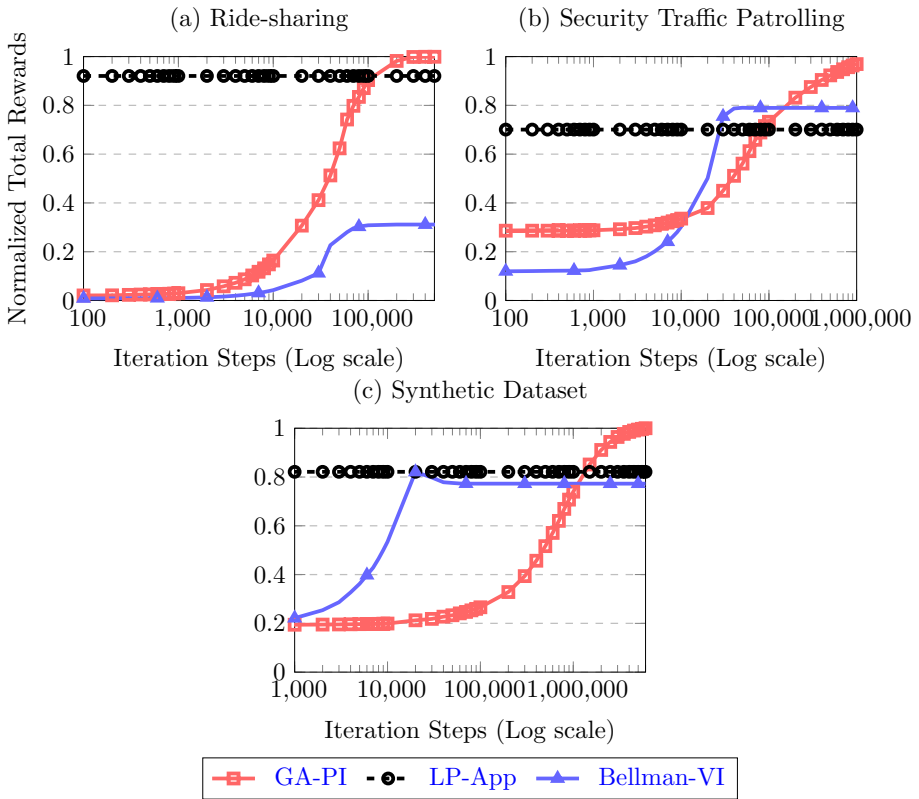 (a) Ride-sharing
(b) Security Traffic Patrolling
Normalized Total Rewards
1
0.8
0.6
0.4
0.2
0
100 1,000 10,000 100,000
Iteration Steps (Log scale)
1
0.8
0.6
0.4
0.2
0
100 1,000 10,000 100,000 1,000,000
Iteration Steps (Log scale)
(c) Synthetic Dataset
1
0.8
0.6
0.4
0.2
0
1,000 10,000 100,000 1,000,000
Iteration Steps (Log scale)
GA-PI LP-App Bellman-VI